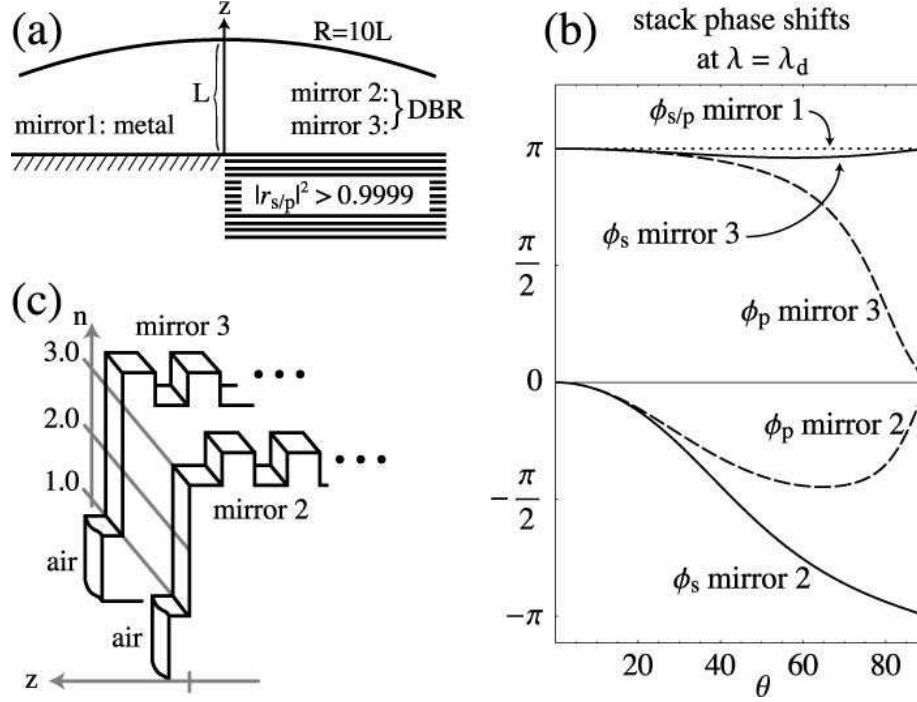 (a)
z
R=10L
L
mirror 2:
mirror 3:
DBR
mirror1: metal
|r_{s/p}|² > 0.9999
(b)
stack phase shifts
at λ = λ_d
ϕ_{s/p} mirror 1
π
ϕ_s mirror 3
π/2
ϕ_p mirror 3
0
ϕ_p mirror 2
−π/2
ϕ_s mirror 2
−π
20 40 60 80
θ
(c)
n
mirror 3
3.0
2.0
1.0
mirror 2
air
air
z